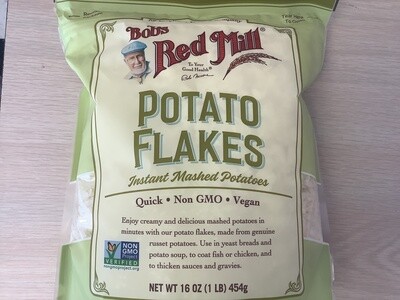 Bob's
Red Mill®
To Your
Good Health®
Bob Moore
POTATO
FLAKES
Instant Mashed Potatoes
Quick • Non GMO • Vegan
Enjoy creamy and delicious mashed potatoes in
minutes with our potato flakes, made from genuine
russet potatoes. Use in yeast breads and
potato soup, to coat fish or chicken, and
to thicken sauces and gravies.
NON
GMO
Project
VERIFIED
nongmoproject.org
NET WT 16 OZ (1 LB) 454g